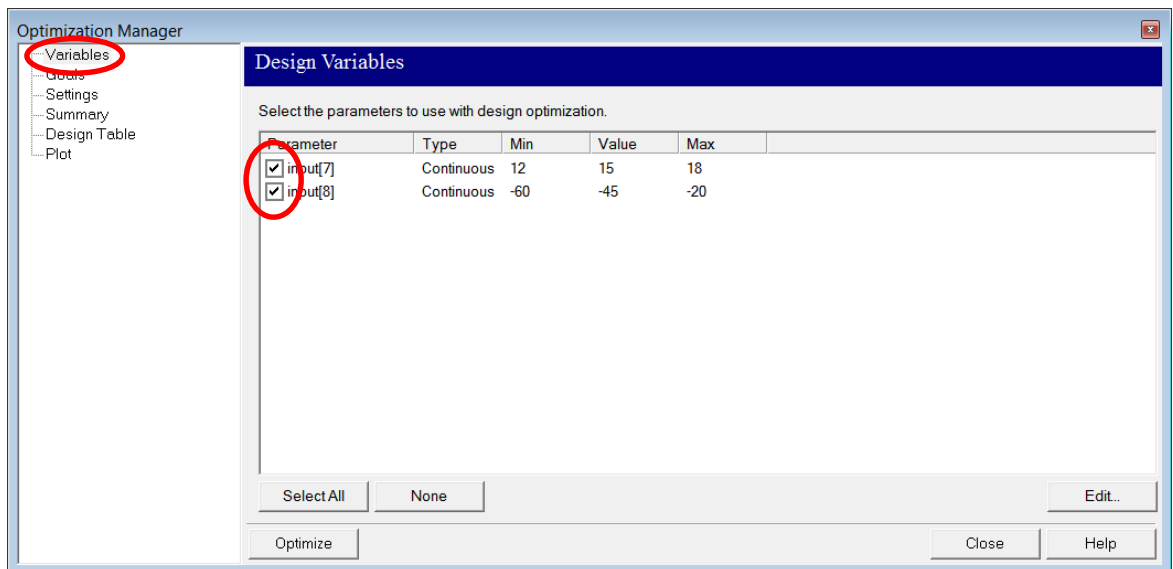 Optimization Manager
Variables
Goals
Settings
Summary
Design Table
Plot
Design Variables
Select the parameters to use with design optimization.
Parameter Type Min Value Max
input[7] Continuous 12 15 18
input[8] Continuous -60 -45 -20
Select All None Edit...
Optimize Close Help